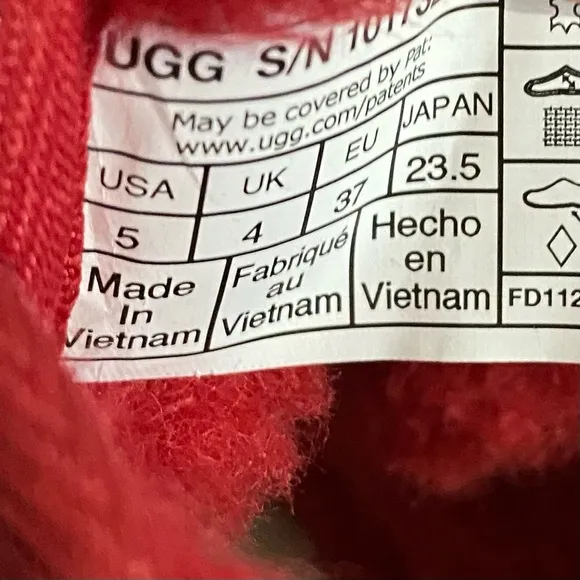 UGG S/N
May be covered by Pat:
www.ugg.com/patents
USA UK EU JAPAN
5 4 37 23.5
Made In Vietnam
Fabriqué au Vietnam
Hecho en Vietnam
FD112